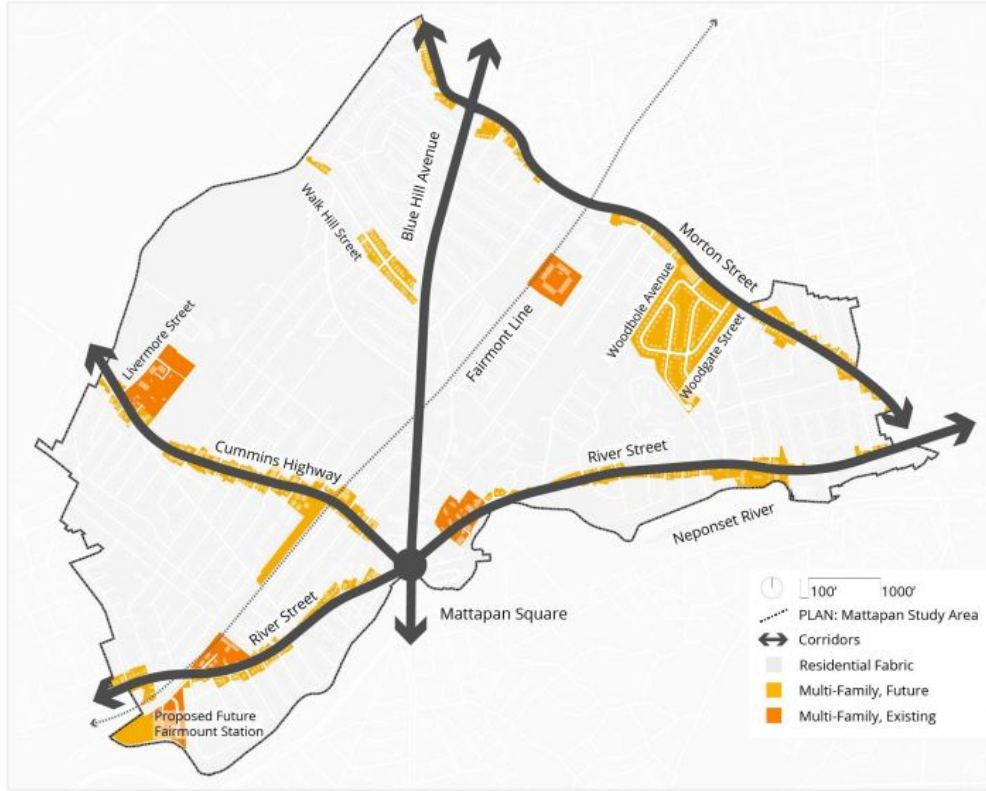 Blue Hill Avenue
Walk Hill Street
Morton Street
Fairmont Line
Woodbole Avenue
Woodgate Street
Livermore Street
Cummins Highway
River Street
Neponset River
River Street
Mattapan Square
Proposed Future
Fairmount Station
100' 1000'
PLAN: Mattapan Study Area
Corridors
Residential Fabric
Multi-Family, Future
Multi-Family, Existing